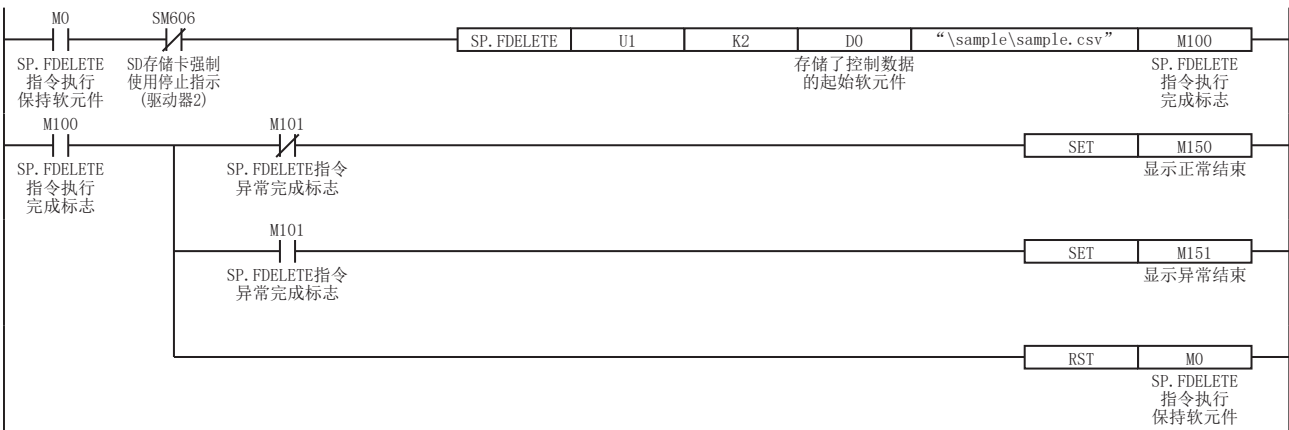 M0 SM606
SP.FDELETE U1 K2 D0 “\sample\sample.csv” M100
SP.FDELETE SD存储卡强制 存储了控制数据 SP.FDELETE
指令执行 使用停止指示 的起始软元件 指令执行
保持软元件 (驱动器2) 完成标志
M100 M101
SET M150
SP.FDELETE SP.FDELETE指令 显示正常结束
指令执行 异常完成标志
完成标志
M101
SET M151
SP.FDELETE指令 显示异常结束
异常完成标志
RST M0
SP.FDELETE
指令执行
保持软元件